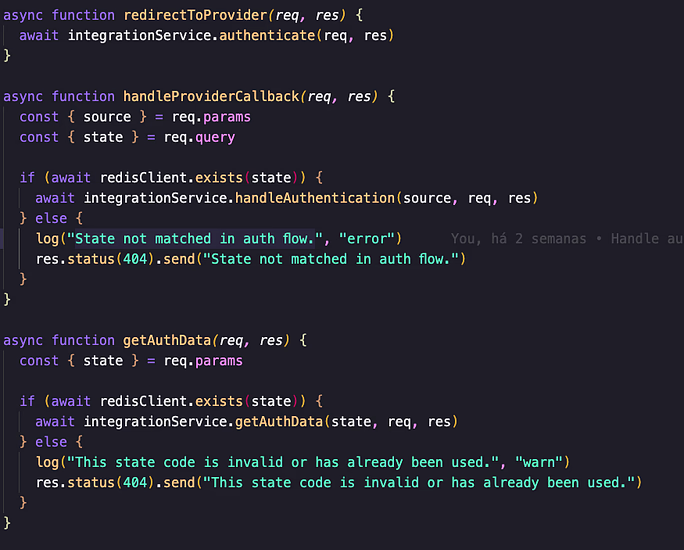 async function redirectToProvider(req, res) {
  await integrationService.authenticate(req, res)
}

async function handleProviderCallback(req, res) {
  const { source } = req.params
  const { state } = req.query

  if (await redisClient.exists(state)) {
    await integrationService.handleAuthentication(source, req, res)
  } else {
    log("State not matched in auth flow.", "error")      You, há 2 semanas • Handle au
    res.status(404).send("State not matched in auth flow.")
  }
}

async function getAuthData(req, res) {
  const { state } = req.params

  if (await redisClient.exists(state)) {
    await integrationService.getAuthData(state, req, res)
  } else {
    log("This state code is invalid or has already been used.", "warn")
    res.status(404).send("This state code is invalid or has already been used.")
  }
}